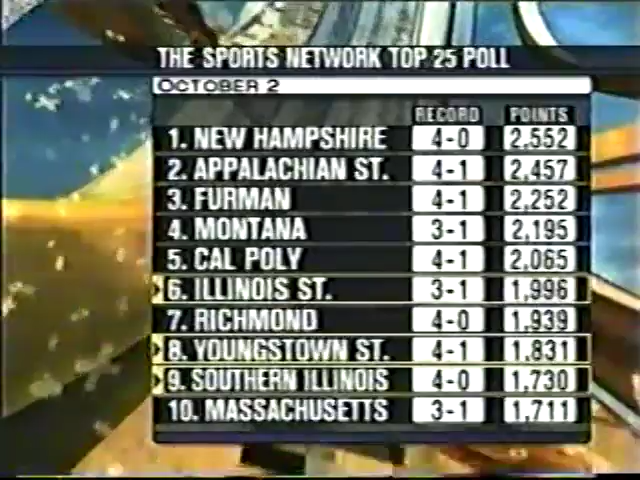 THE SPORTS NETWORK TOP 25 POLL
OCTOBER 2
RECORD POINTS
1. NEW HAMPSHIRE 4-0 2,552
2. APPALACHIAN ST. 4-1 2,457
3. FURMAN 4-1 2,252
4. MONTANA 3-1 2,195
5. CAL POLY 4-1 2,065
6. ILLINOIS ST. 3-1 1,996
7. RICHMOND 4-0 1,939
8. YOUNGSTOWN ST. 4-1 1,831
9. SOUTHERN ILLINOIS 4-0 1,730
10. MASSACHUSETTS 3-1 1,711